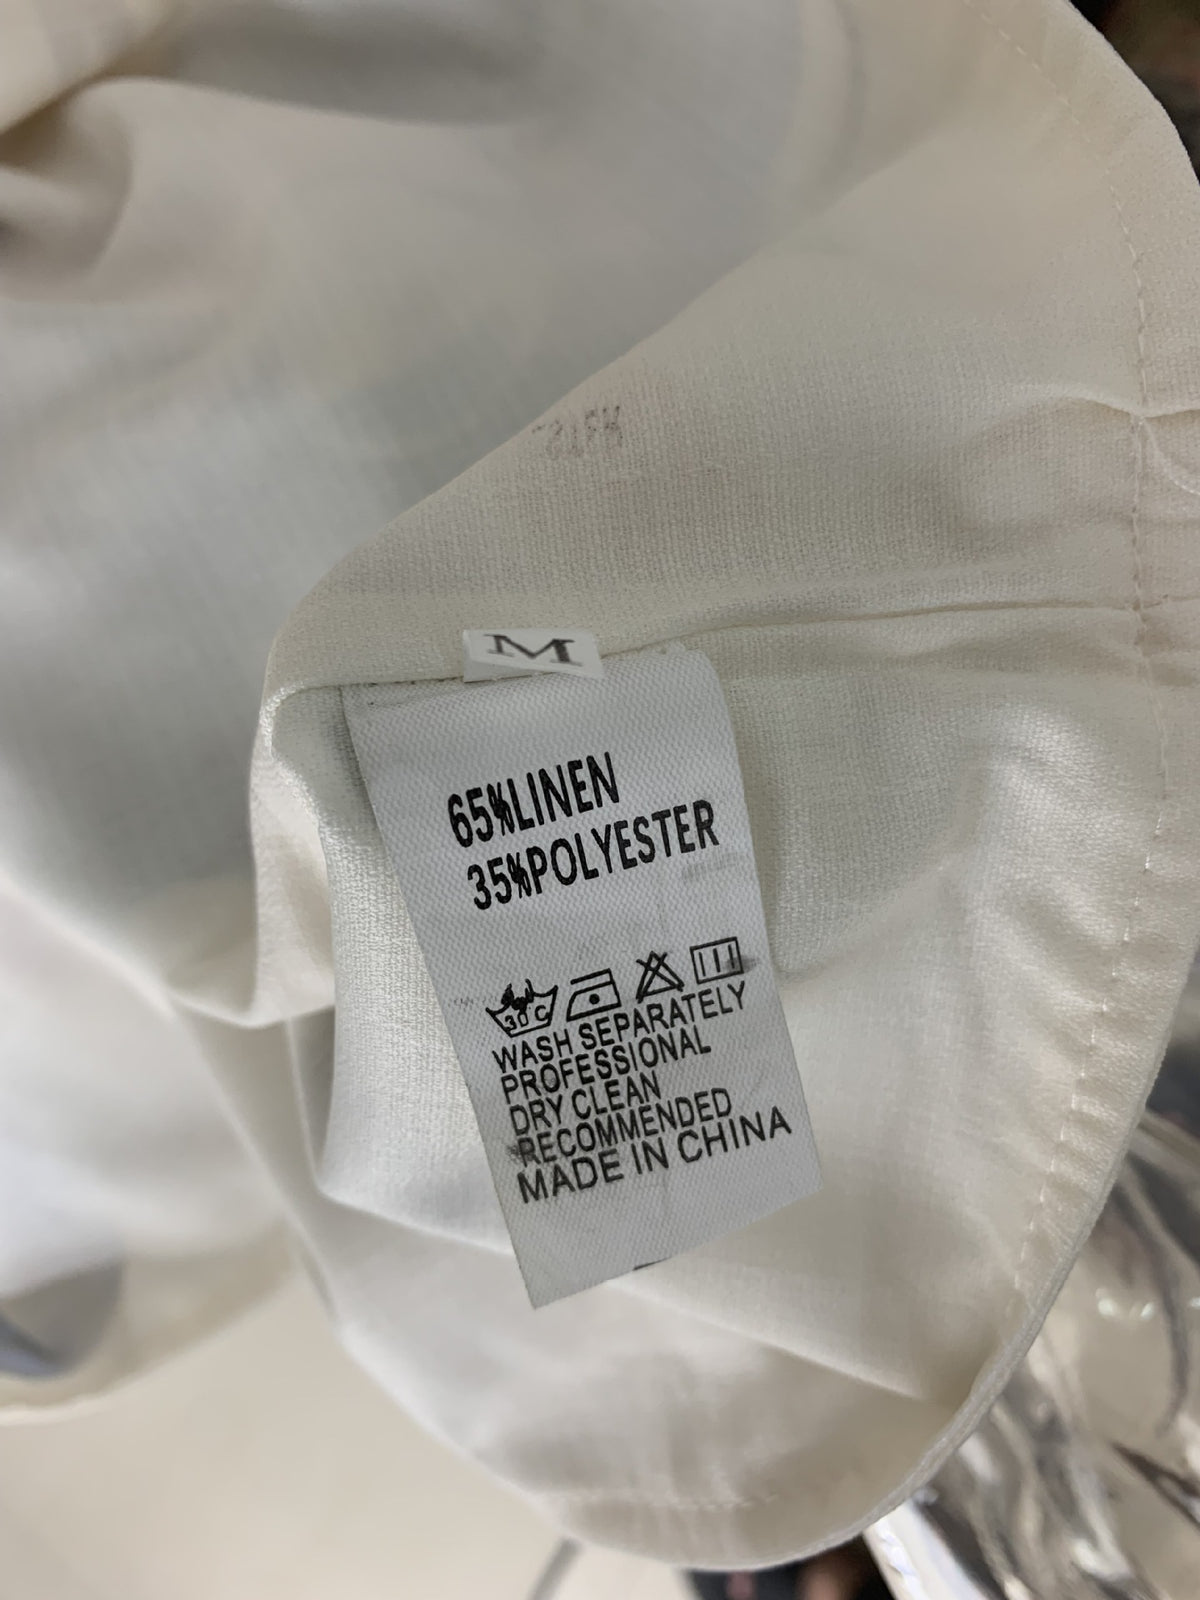 M
65%LINEN
35%POLYESTER
30°C
WASH SEPARATELY
PROFESSIONAL
DRY CLEAN
RECOMMENDED
MADE IN CHINA